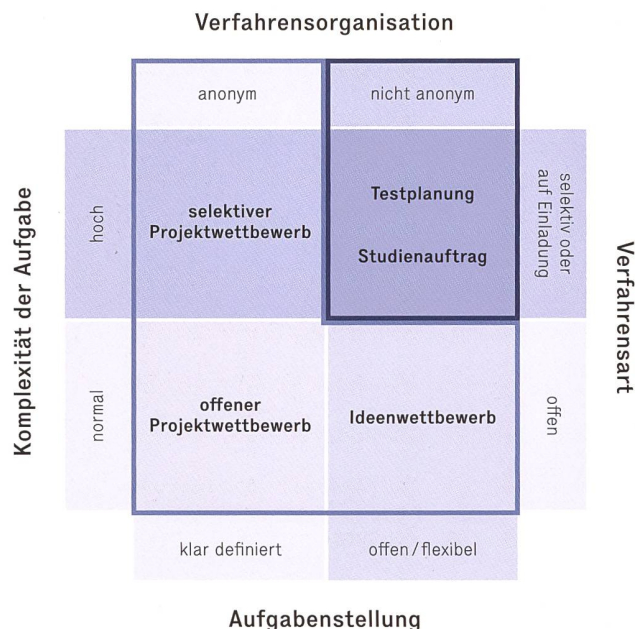 Verfahrensorganisation
anonym
nicht anonym
Komplexität der Aufgabe
hoch
selektiver
Projektwettbewerb
Testplanung
Studienauftrag
selektiv oder
auf Einladung
Verfahrensart
normal
offener
Projektwettbewerb
Ideenwettbewerb
offen
klar definiert
offen / flexibel
Aufgabenstellung